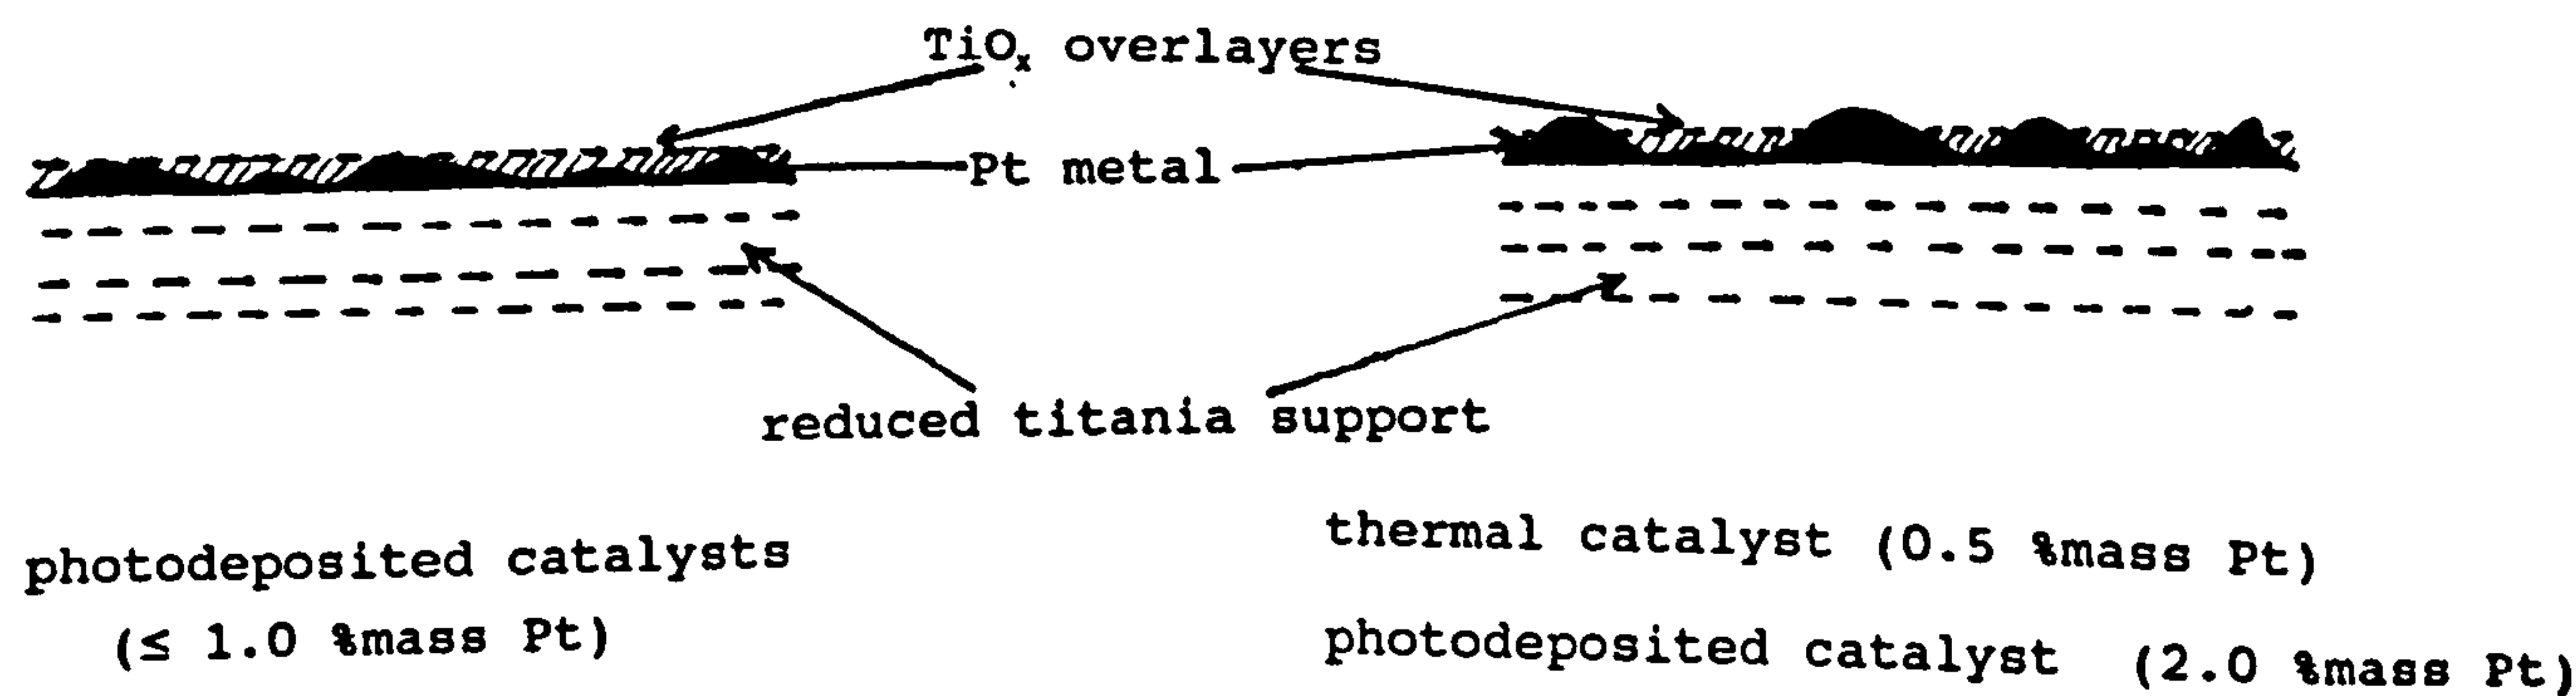 TiOₓ overlayers
Pt metal
reduced titania support
photodeposited catalysts
(≤ 1.0 %mass Pt)
thermal catalyst (0.5 %mass Pt)
photodeposited catalyst (2.0 %mass Pt)